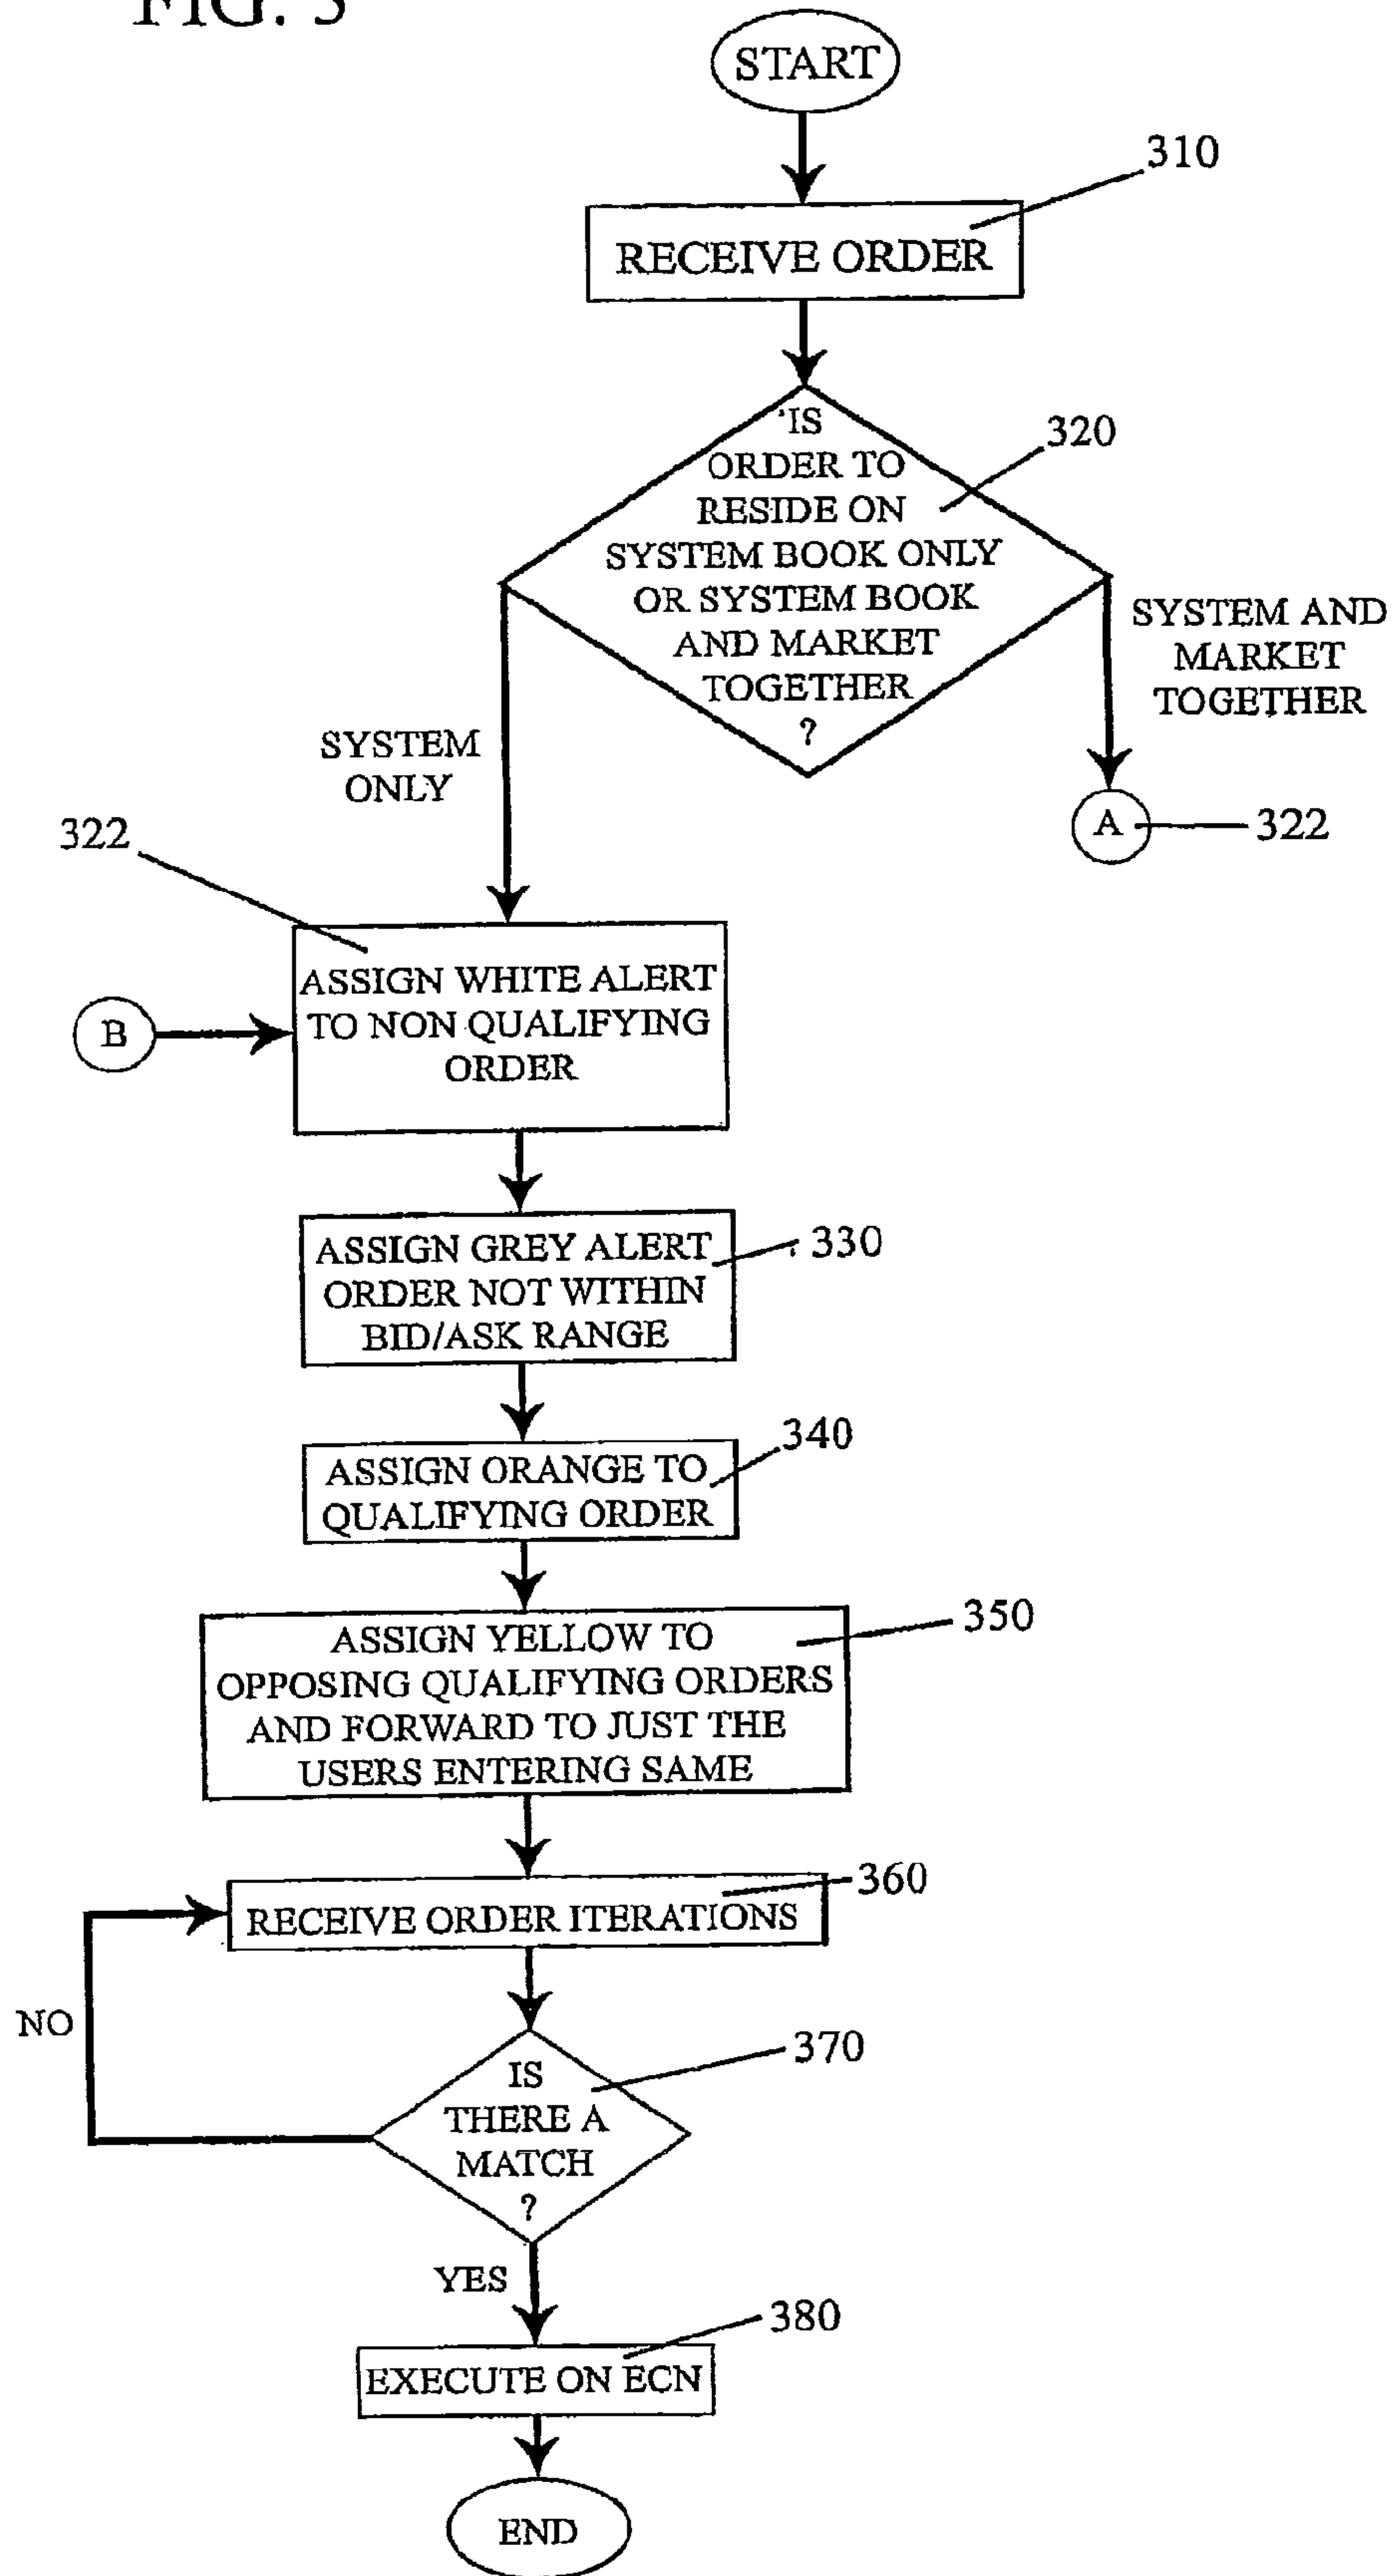 FIG. 3
START
310
RECEIVE ORDER
IS
ORDER TO
RESIDE ON
SYSTEM BOOK ONLY
OR SYSTEM BOOK
AND MARKET
TOGETHER
?
320
SYSTEM AND
MARKET
TOGETHER
SYSTEM
ONLY
A
322
322
ASSIGN WHITE ALERT
TO NON QUALIFYING
ORDER
B
ASSIGN GREY ALERT
ORDER NOT WITHIN
BID/ASK RANGE
330
ASSIGN ORANGE TO
QUALIFYING ORDER
340
ASSIGN YELLOW TO
OPPOSING QUALIFYING ORDERS
AND FORWARD TO JUST THE
USERS ENTERING SAME
350
RECEIVE ORDER ITERATIONS
360
NO
IS
THERE A
MATCH
?
370
YES
380
EXECUTE ON ECN
END